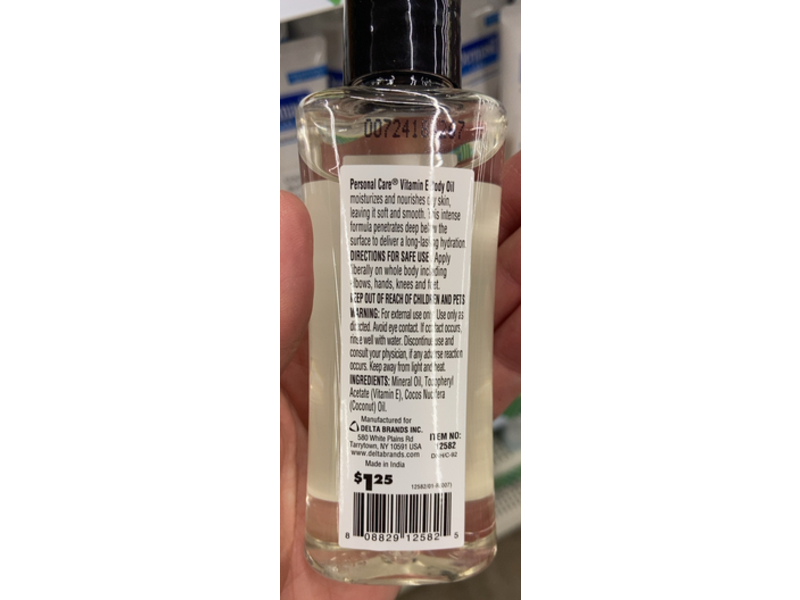 Personal Care® Vitamin E Body Oil
moisturizes and nourishes dry skin,
leaving it soft and smooth. This intense
formula penetrates deep below the
surface to deliver a long-lasting hydration
DIRECTIONS FOR SAFE USE: Apply
liberally on whole body including
elbows, hands, knees and feet.
KEEP OUT OF REACH OF CHILDREN AND PETS
WARNING: For external use only. Use only as
directed. Avoid eye contact. If contact occurs,
rinse well with water. Discontinue use and
consult your physician, if any adverse reaction
occurs. Keep away from light and heat.
INGREDIENTS: Mineral Oil, Tocopheryl
Acetate (Vitamin E), Cocos Nucifera
(Coconut) Oil.
Manufactured for
DELTA BRANDS INC.
580 White Plains Rd
Tarrytown, NY 10591 USA
www.deltabrands.com
Made in India
ITEM NO:
12582
$1.25
8 08829 12582 5